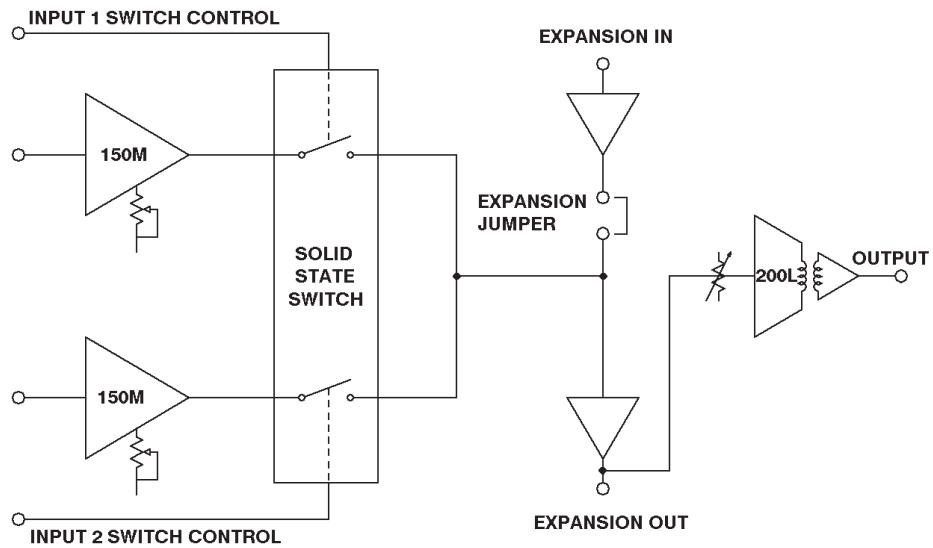 INPUT 1 SWITCH CONTROL
EXPANSION IN
150M
EXPANSION
JUMPER
SOLID
STATE
SWITCH
OUTPUT
200L
150M
EXPANSION OUT
INPUT 2 SWITCH CONTROL